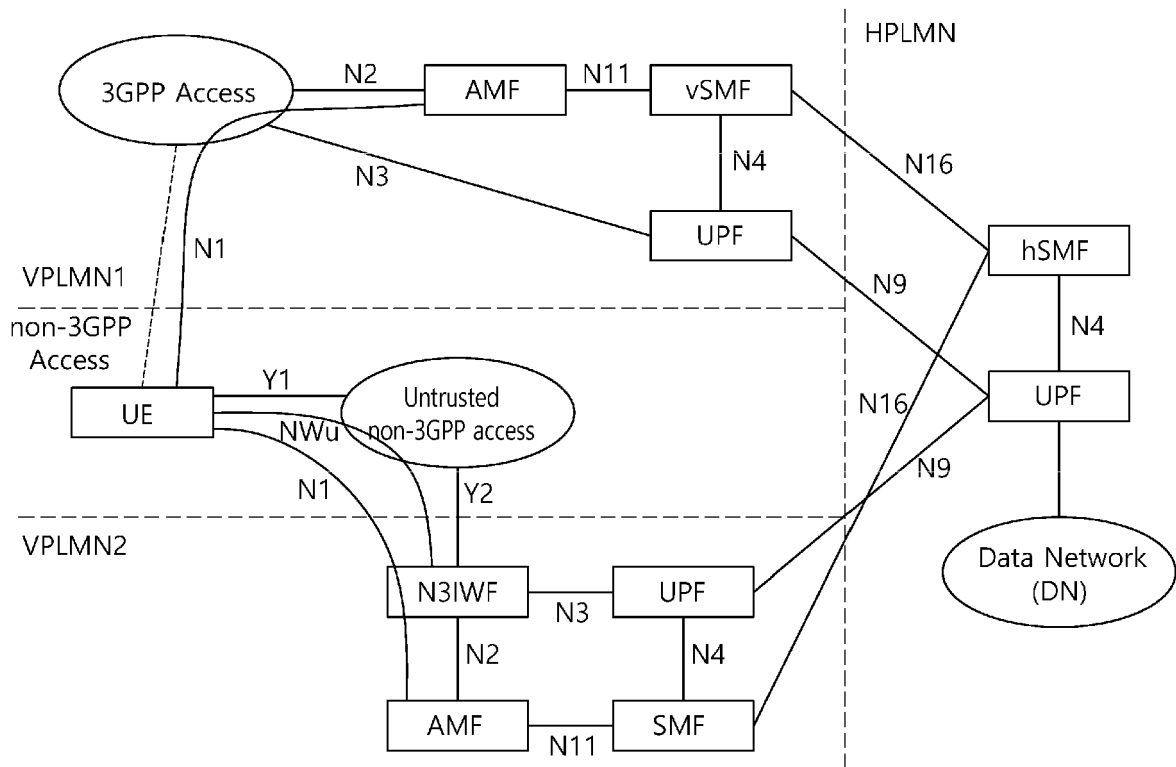 HPLMN
3GPP Access
N2
AMF
N11
vSMF
N16
N3
N4
N1
UPF
hSMF
VPLMN1
N9
N4
non-3GPP
Access
Y1
Untrusted
non-3GPP access
UE
NWu
N16
UPF
N1
Y2
N9
VPLMN2
Data Network
(DN)
N3IWF
N3
UPF
N2
N4
AMF
N11
SMF